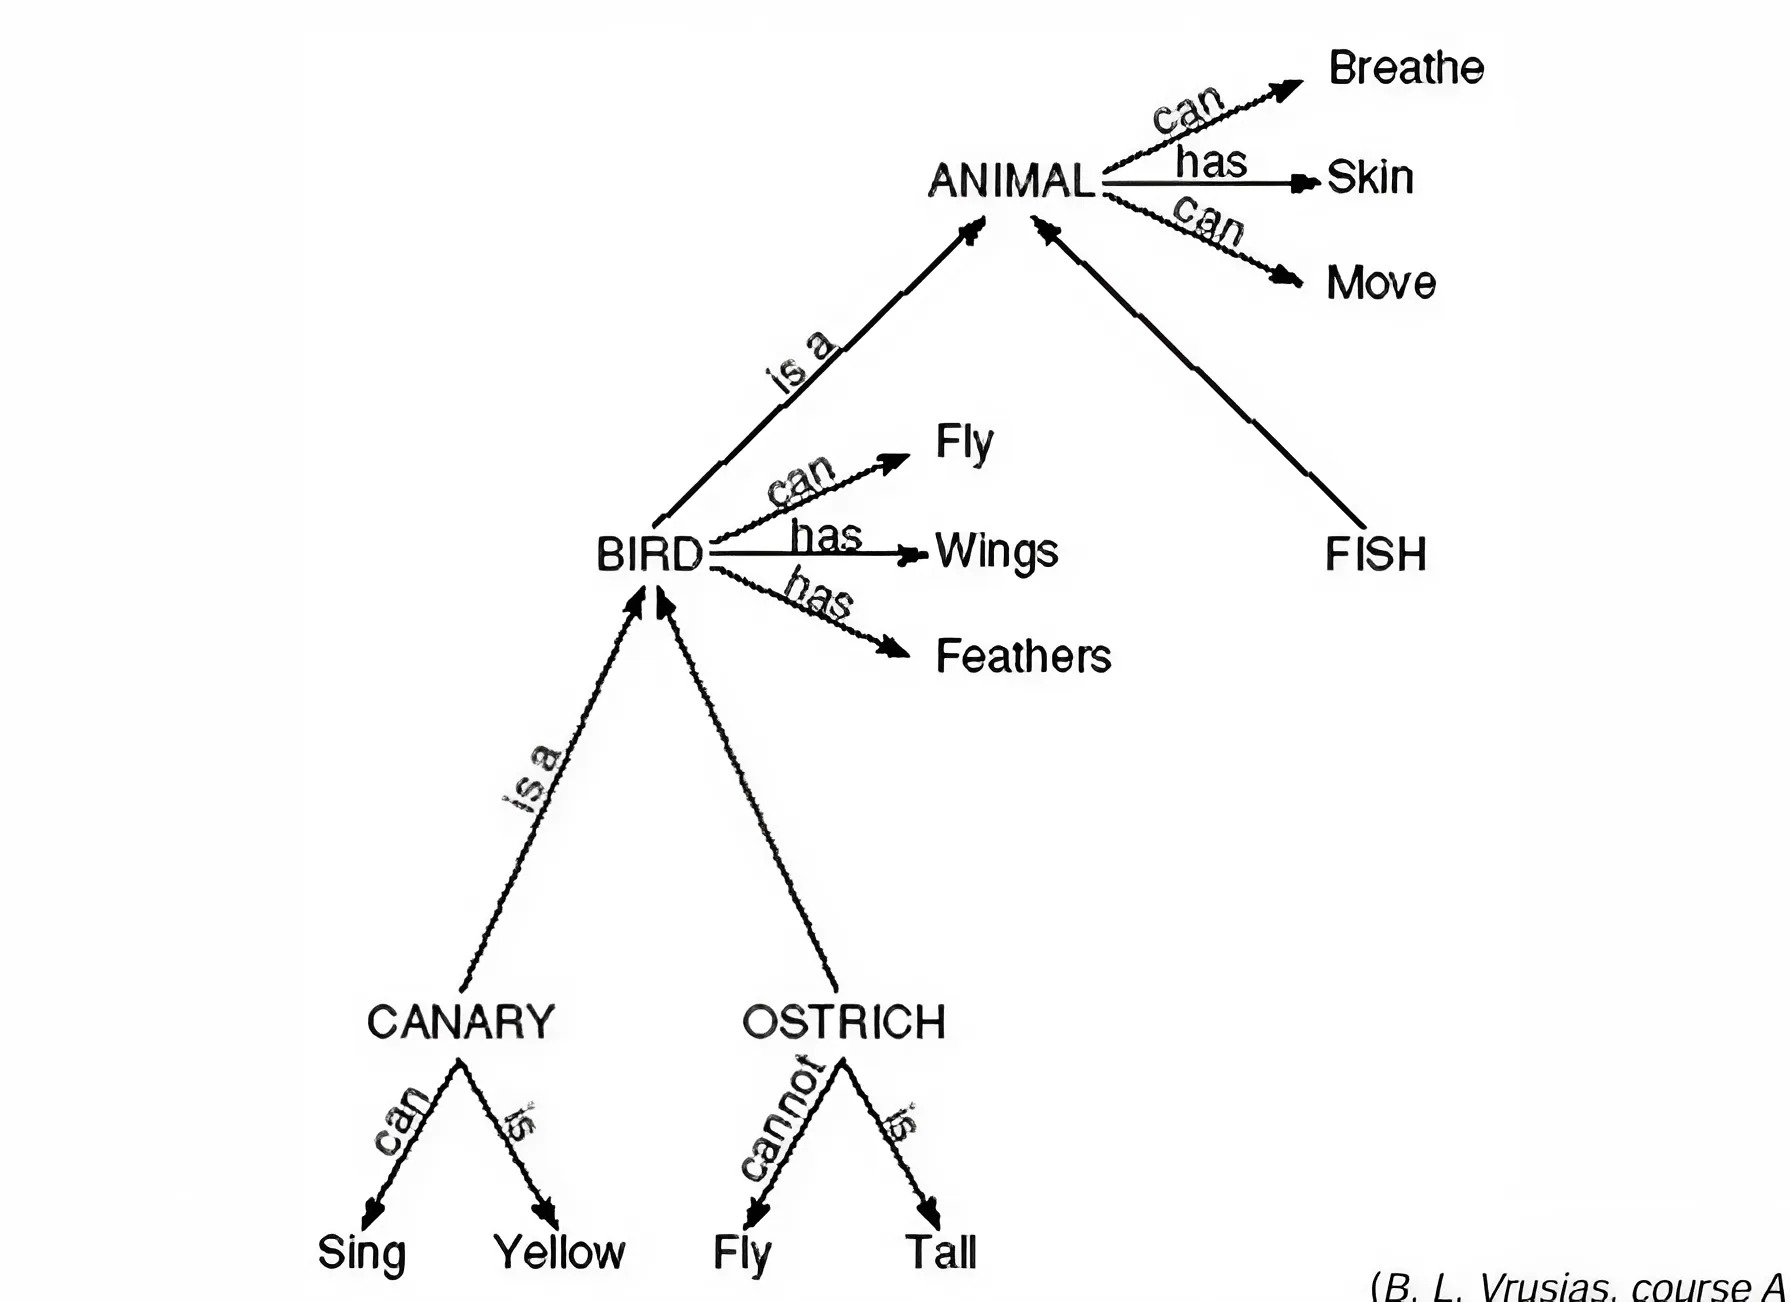 Breathe
can
ANIMAL
has
Skin
can
Move
is a
Fly
can
BIRD
has
Wings
FISH
has
Feathers
is a
CANARY
OSTRICH
can
is
cannot
is
Sing
Yellow
Fly
Tall
(B. L. Vrusias, course A